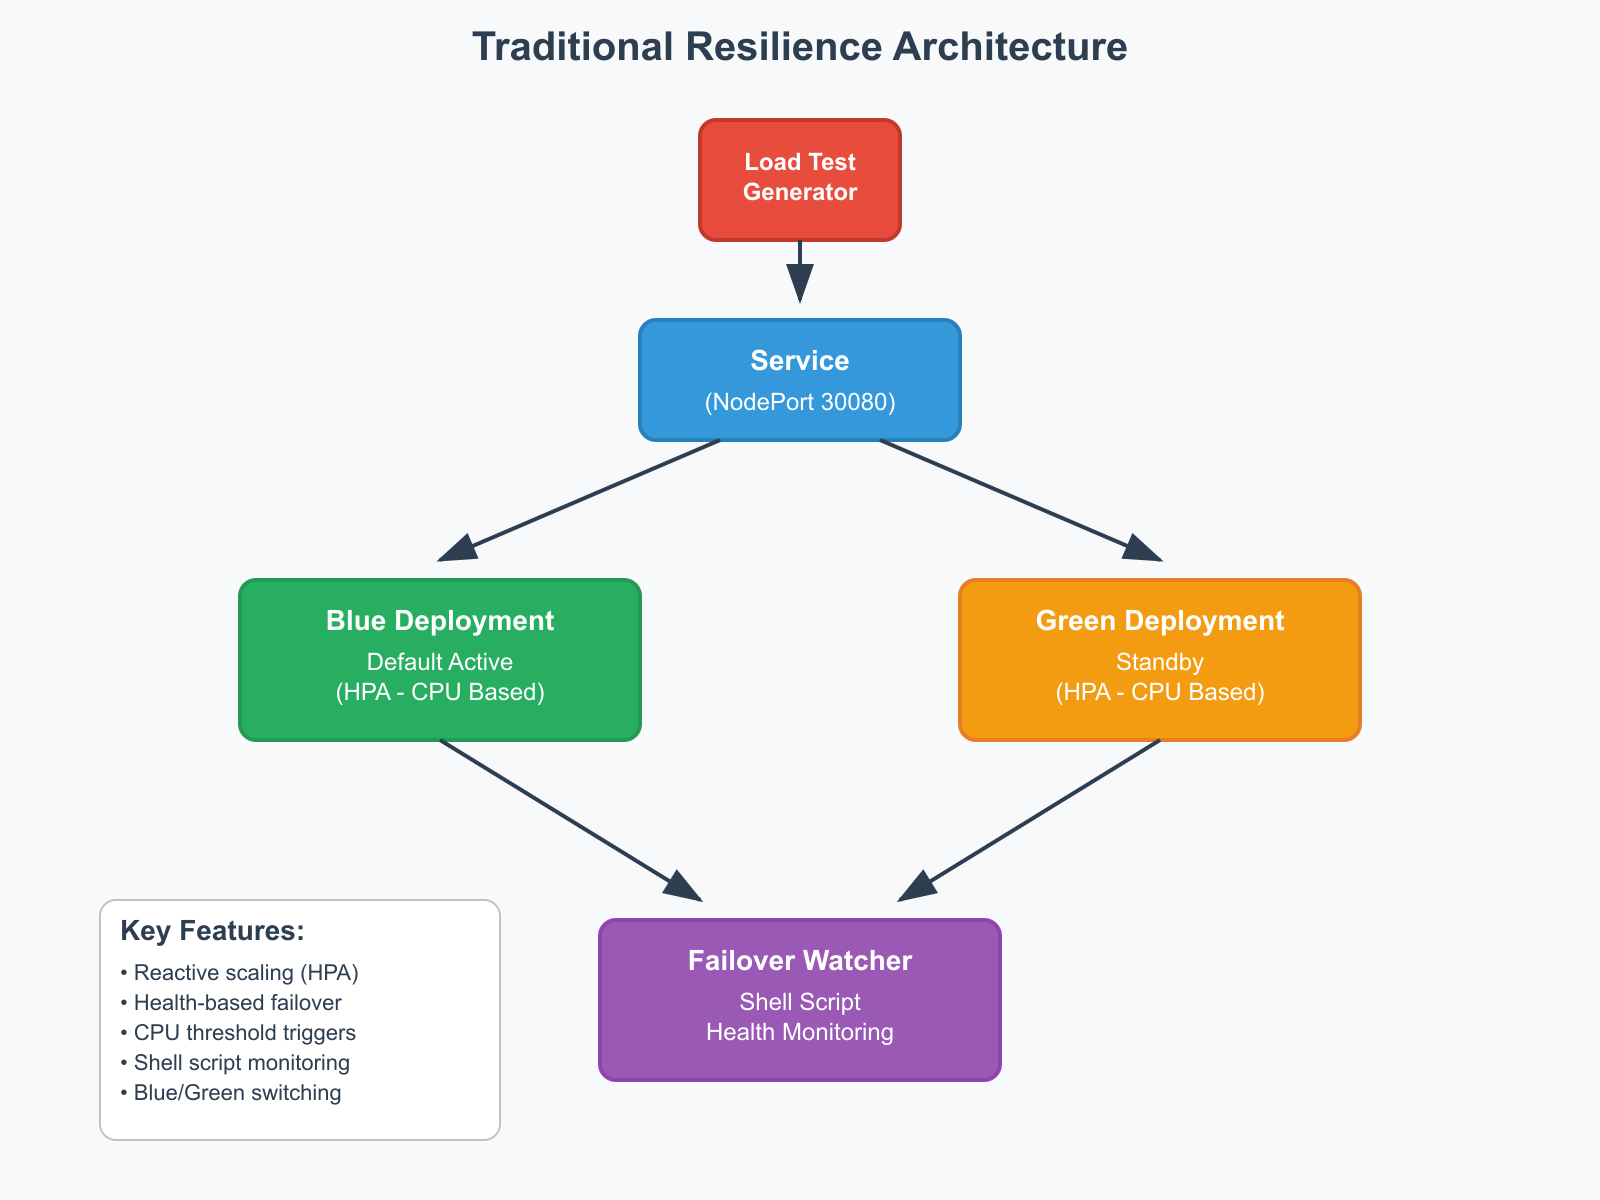 Traditional Resilience Architecture
Load Test
Generator
Service
(NodePort 30080)
Blue Deployment
Default Active
(HPA - CPU Based)
Green Deployment
Standby
(HPA - CPU Based)
Key Features:
• Reactive scaling (HPA)
• Health-based failover
• CPU threshold triggers
• Shell script monitoring
• Blue/Green switching
Failover Watcher
Shell Script
Health Monitoring